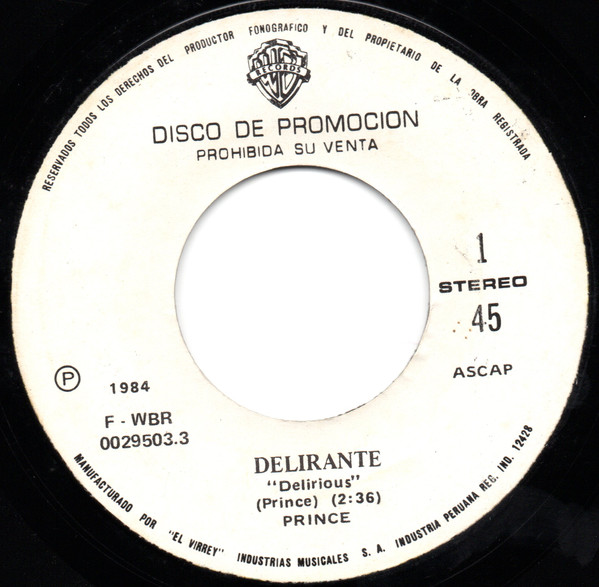 RESERVADOS TODOS LOS DERECHOS DEL PRODUCTOR FONOGRAFICO Y DEL PROPIETARIO DE LA OBRA REGISTRADA
RECORDS
DISCO DE PROMOCION
PROHIBIDA SU VENTA
1
STEREO
45
ASCAP
P 1984
F - WBR
0029503.3
DELIRANTE
"Delirious"
(Prince) (2:36)
PRINCE
MANUFACTURADO POR "EL VIRREY" INDUSTRIAS MUSICALES S. A. INDUSTRIA PERUANA REG. IND. 12428